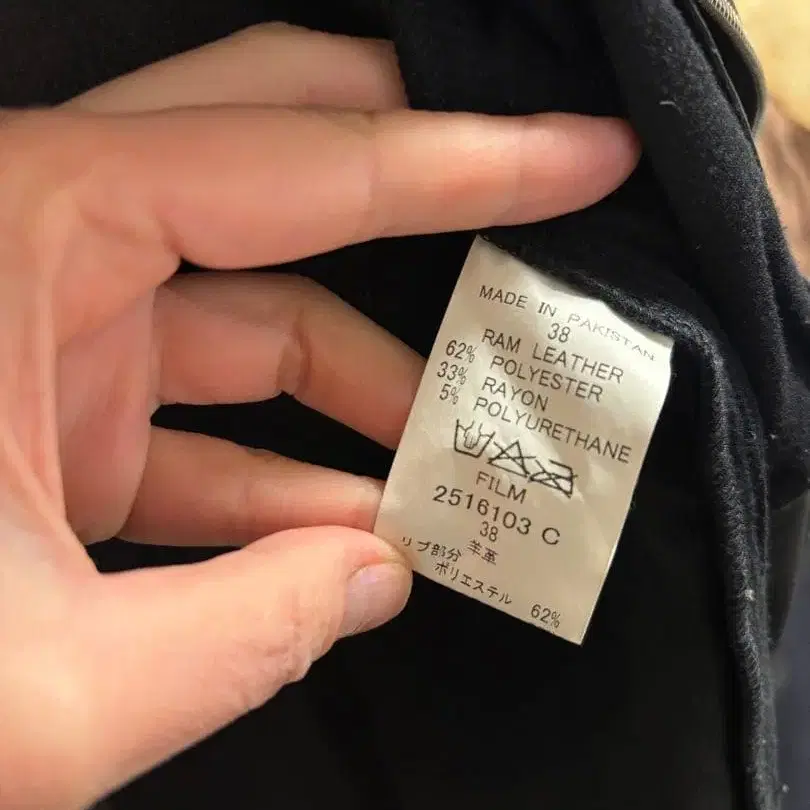 MADE IN PAKISTAN
38
RAM LEATHER
62% POLYESTER
33% RAYON
5% POLYURETHANE
FILM
2516103 C
38
羊革
リブ部分
ポリエステル 62%